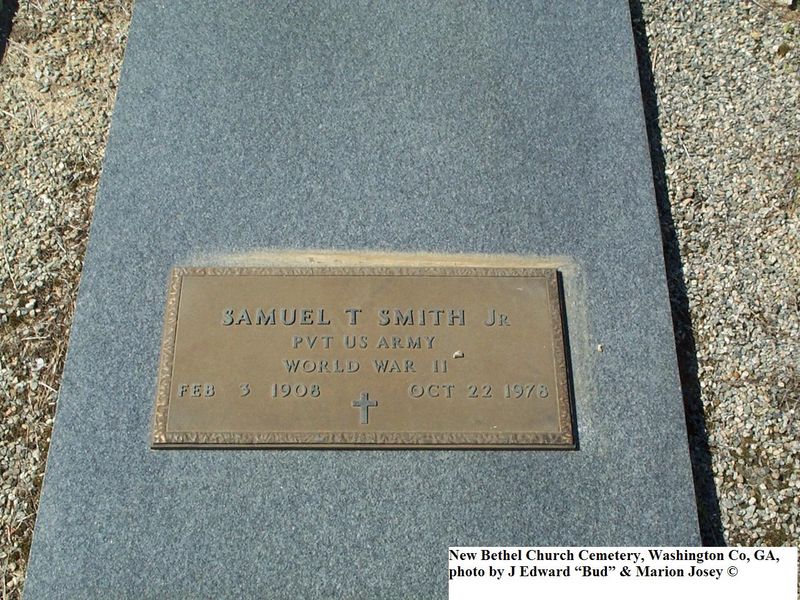 SAMUEL T SMITH JR
PVT US ARMY
WORLD WAR II
FEB 3 1908 OCT 22 1978
New Bethel Church Cemetery, Washington Co, GA,
photo by J Edward “Bud” & Marion Josey ©